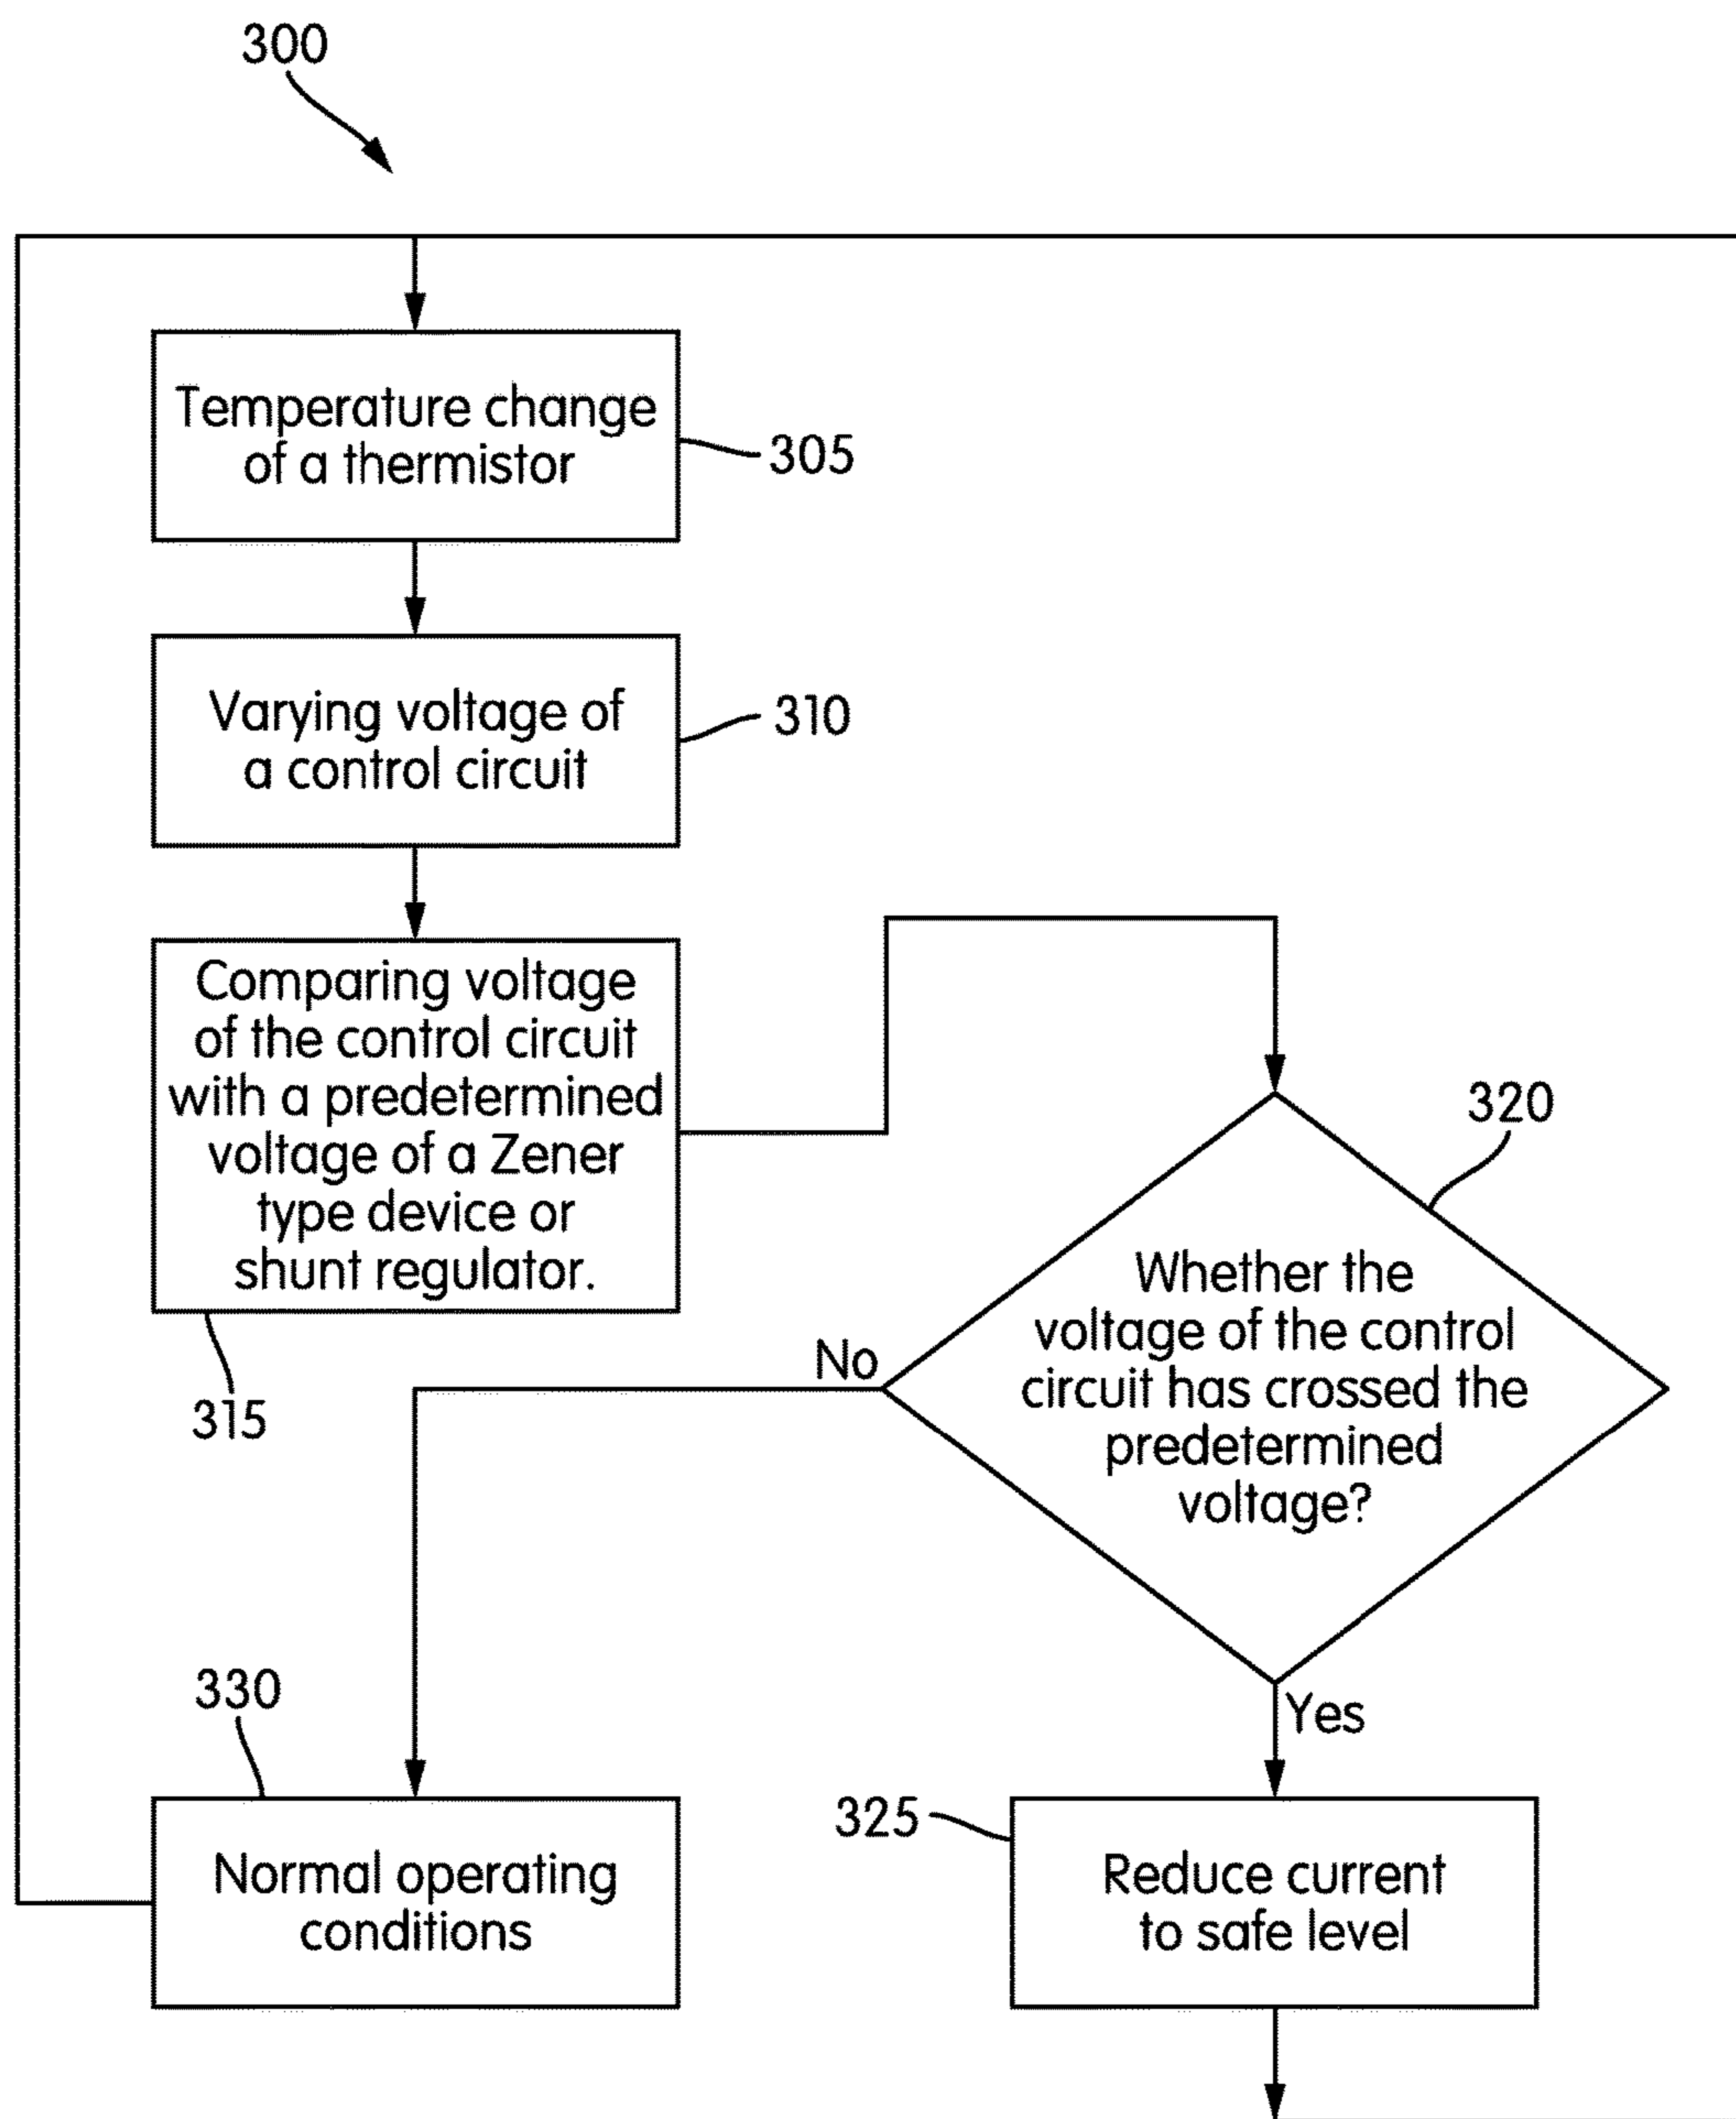 300
Temperature change
of a thermistor
305
Varying voltage of
a control circuit
310
Comparing voltage
of the control circuit
with a predetermined
voltage of a Zener
type device or
shunt regulator.
315
320
Whether the
voltage of the control
circuit has crossed the
predetermined
voltage?
No
Yes
330
Normal operating
conditions
325
Reduce current
to safe level